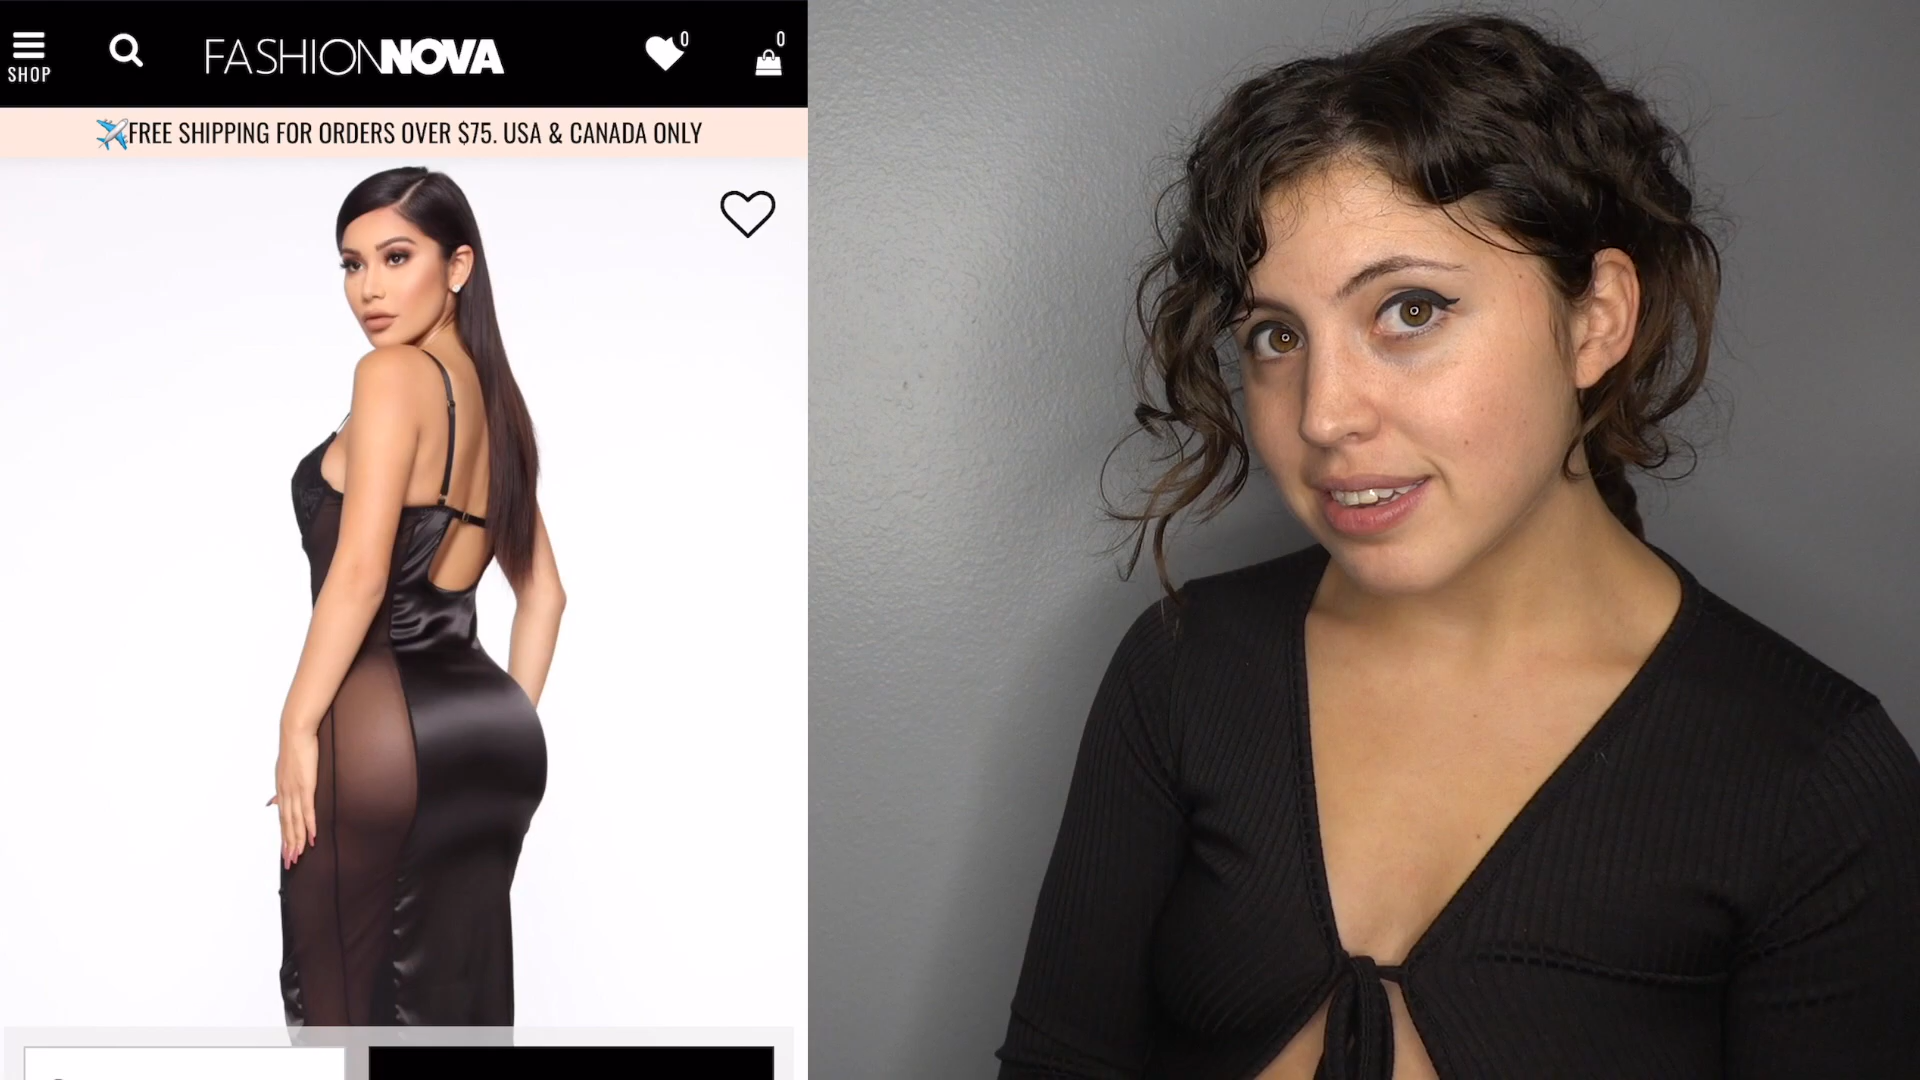 SHOP
FASHIONNOVA
0
0
✈️FREE SHIPPING FOR ORDERS OVER $75. USA & CANADA ONLY